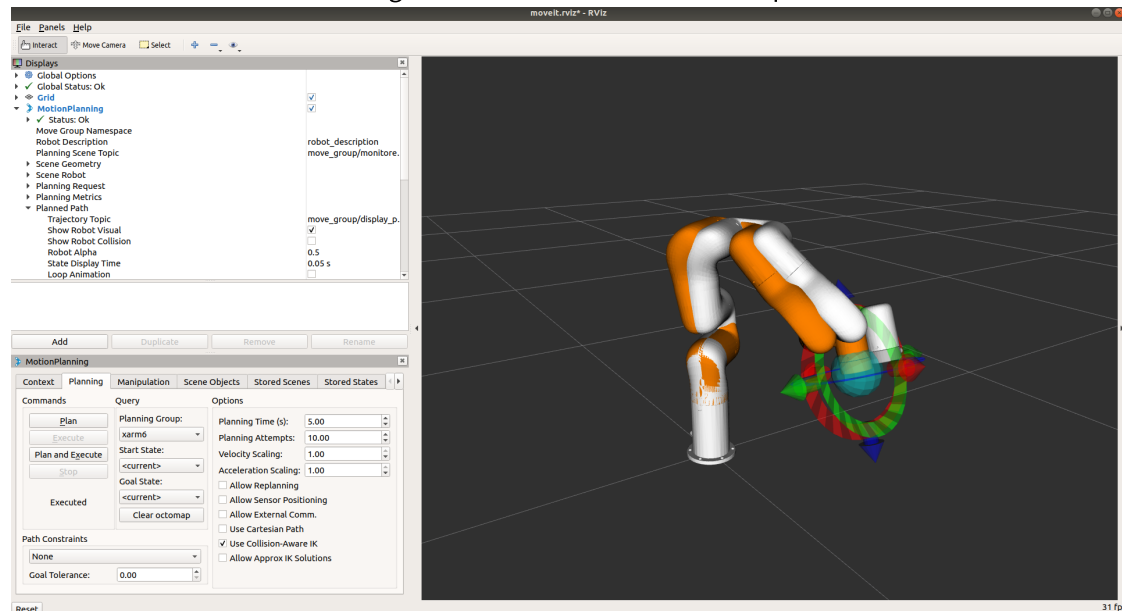 moveit.rviz* - RViz
File Panels Help
Interact Move Camera Select
Displays
Global Options
Global Status: Ok
Grid
MotionPlanning
Status: Ok
Move Group Namespace
Robot Description robot_description
Planning Scene Topic move_group/monitore...
Scene Geometry
Scene Robot
Planning Request
Planning Metrics
Planned Path
Trajectory Topic move_group/display_p...
Show Robot Visual
Show Robot Collision
Robot Alpha 0.5
State Display Time 0.05 s
Loop Animation
Add Duplicate Remove Rename
MotionPlanning
Context Planning Manipulation Scene Objects Stored Scenes Stored States
Commands Query Options
Plan Planning Group: Planning Time (s): 5.00
Execute xarm6 Planning Attempts: 10.00
Plan and Execute Start State: Velocity Scaling: 1.00
Stop <current> Acceleration Scaling: 1.00
Goal State: Allow Replanning
Executed <current> Allow Sensor Positioning
Clear octomap Allow External Comm.
Use Cartesian Path
Path Constraints Use Collision-Aware IK
None Allow Approx IK Solutions
Goal Tolerance: 0.00
Reset 31 fp